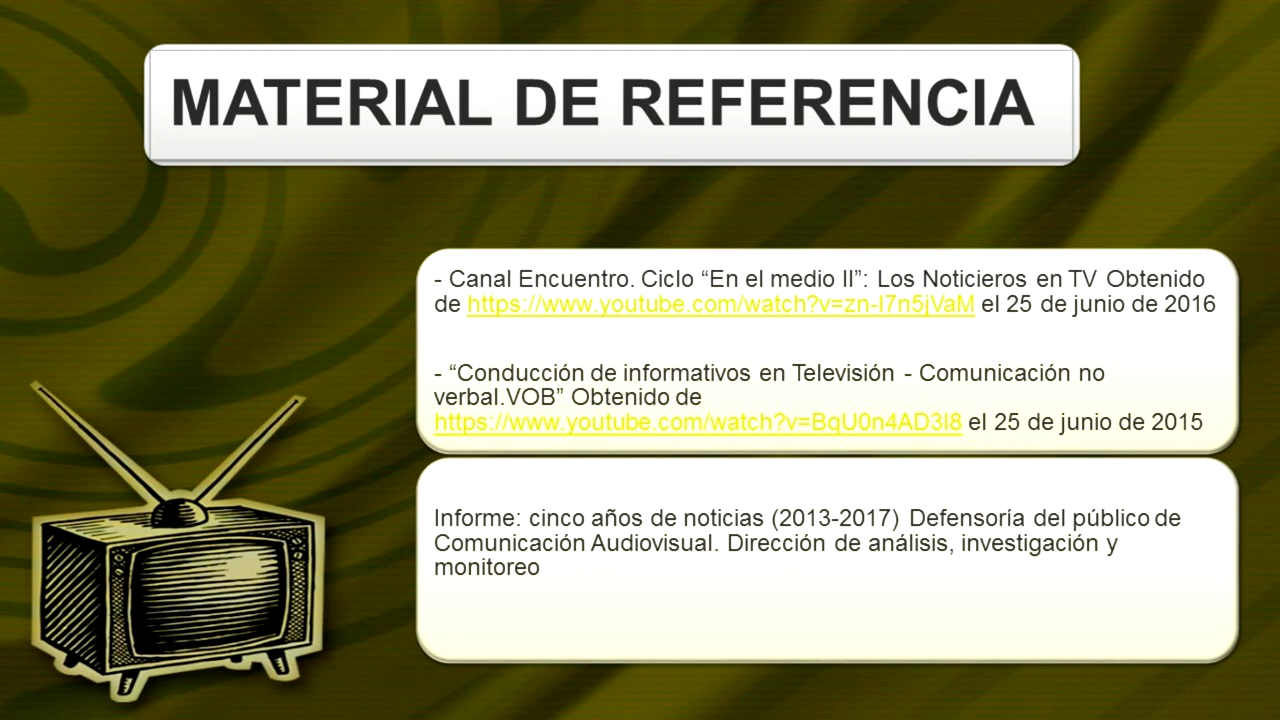 MATERIAL DE REFERENCIA
- Canal Encuentro. Ciclo “En el medio II”: Los Noticieros en TV Obtenido
de https://www.youtube.com/watch?v=zn-I7n5jVaM el 25 de junio de 2016
- “Conducción de informativos en Televisión - Comunicación no
verbal.VOB” Obtenido de
https://www.youtube.com/watch?v=BqU0n4AD3I8 el 25 de junio de 2015
Informe: cinco años de noticias (2013-2017) Defensoría del público de
Comunicación Audiovisual. Dirección de análisis, investigación y
monitoreo